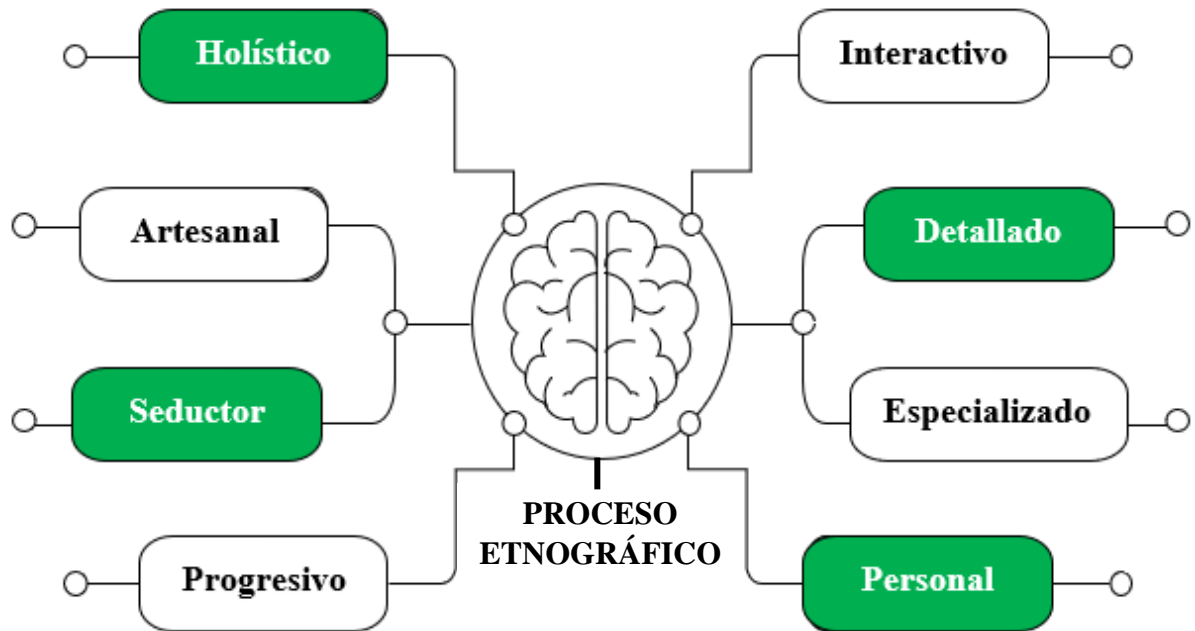 Holístico
Interactivo
Artesanal
Detallado
Seductor
Especializado
PROCESO
ETNOGRÁFICO
Progresivo
Personal